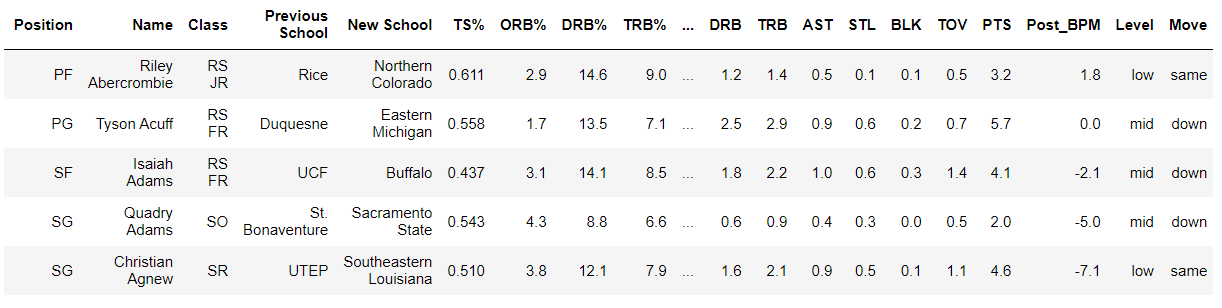 Position Name Class Previous School New School TS% ORB% DRB% TRB% ... DRB TRB AST STL BLK TOV PTS Post_BPM Level Move
PF Riley Abercrombie RS JR Rice Northern Colorado 0.611 2.9 14.6 9.0 ... 1.2 1.4 0.5 0.1 0.1 0.5 3.2 1.8 low same
PG Tyson Acuff RS FR Duquesne Eastern Michigan 0.558 1.7 13.5 7.1 ... 2.5 2.9 0.9 0.6 0.2 0.7 5.7 0.0 mid down
SF Isaiah Adams RS FR UCF Buffalo 0.437 3.1 14.1 8.5 ... 1.8 2.2 1.0 0.6 0.3 1.4 4.1 -2.1 mid down
SG Quadry Adams SO St. Bonaventure Sacramento State 0.543 4.3 8.8 6.6 ... 0.6 0.9 0.4 0.3 0.0 0.5 2.0 -5.0 mid down
SG Christian Agnew SR UTEP Southeastern Louisiana 0.510 3.8 12.1 7.9 ... 1.6 2.1 0.9 0.5 0.1 1.1 4.6 -7.1 low same